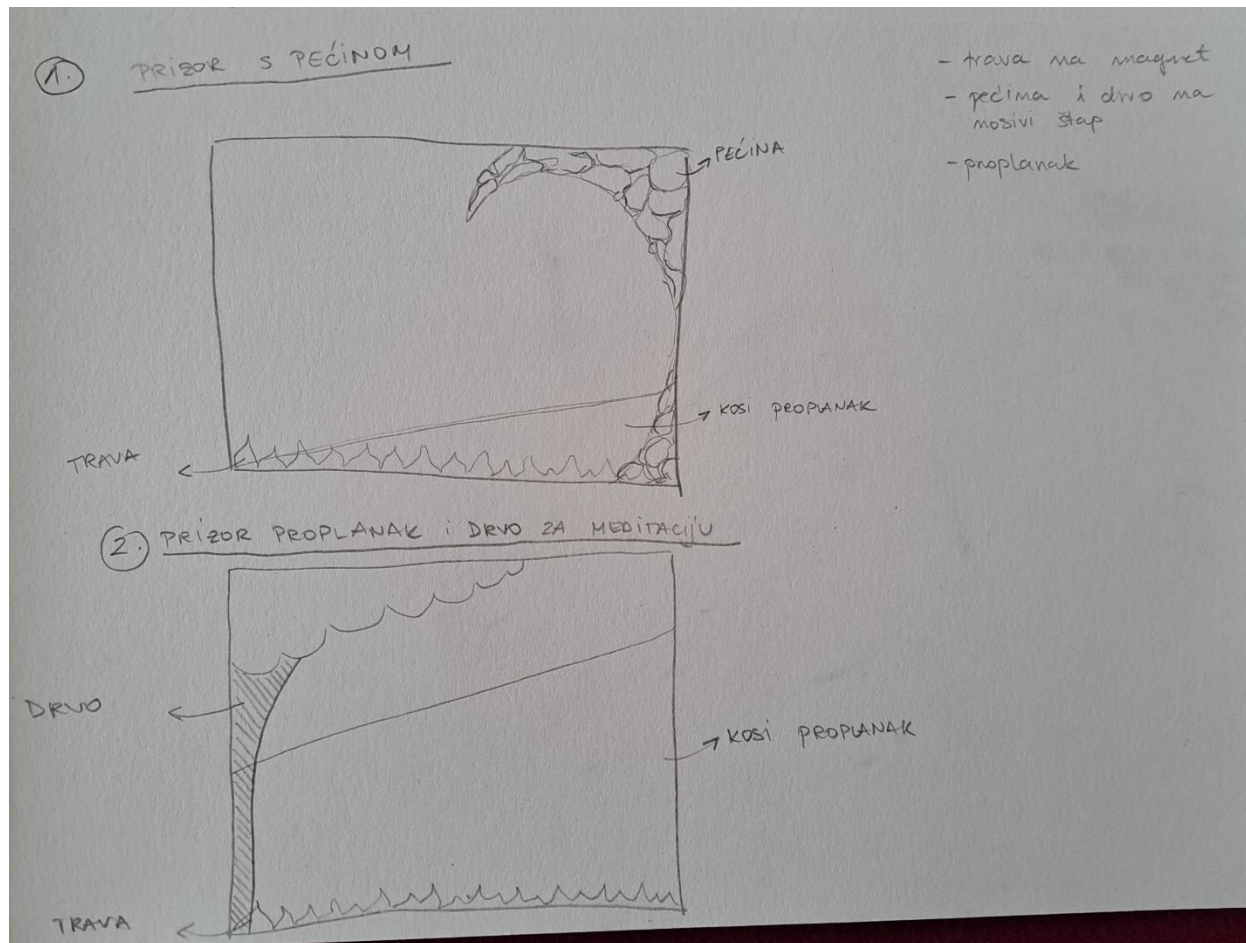 1. PRIZOR S PEĆINOM
- trava na magnet
- pećina i drvo na
nosivi štap
- proplanak
PEĆINA
KOSI PROPLANAK
TRAVA
2. PRIZOR PROPLANAK i DRVO ZA MEDITACIJU
DRVO
KOSI PROPLANAK
TRAVA